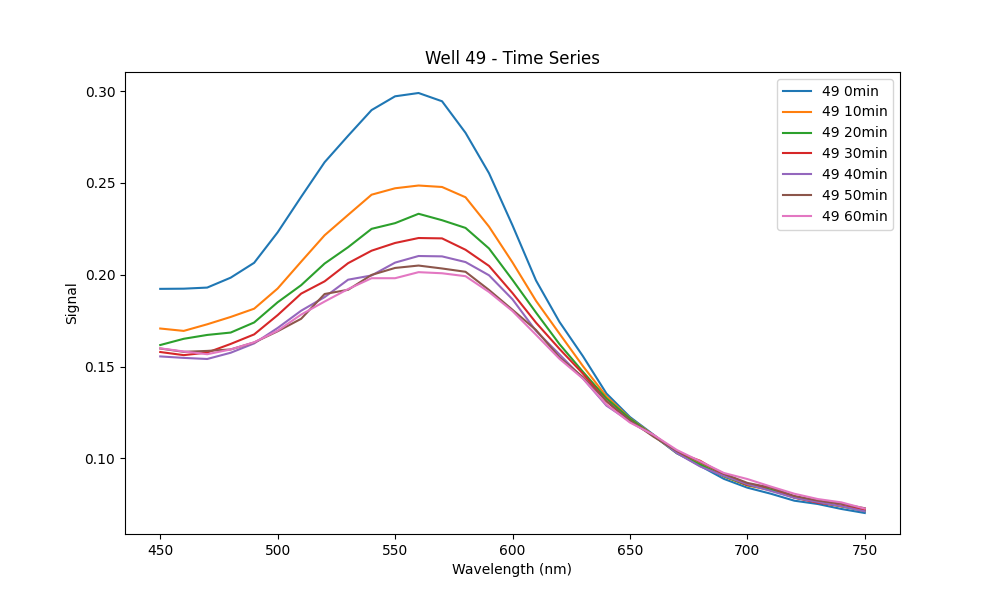 Well 49 - Time Series
49 0min
49 10min
49 20min
49 30min
49 40min
49 50min
49 60min
Signal
0.30
0.25
0.20
0.15
0.10
450 500 550 600 650 700 750
Wavelength (nm)